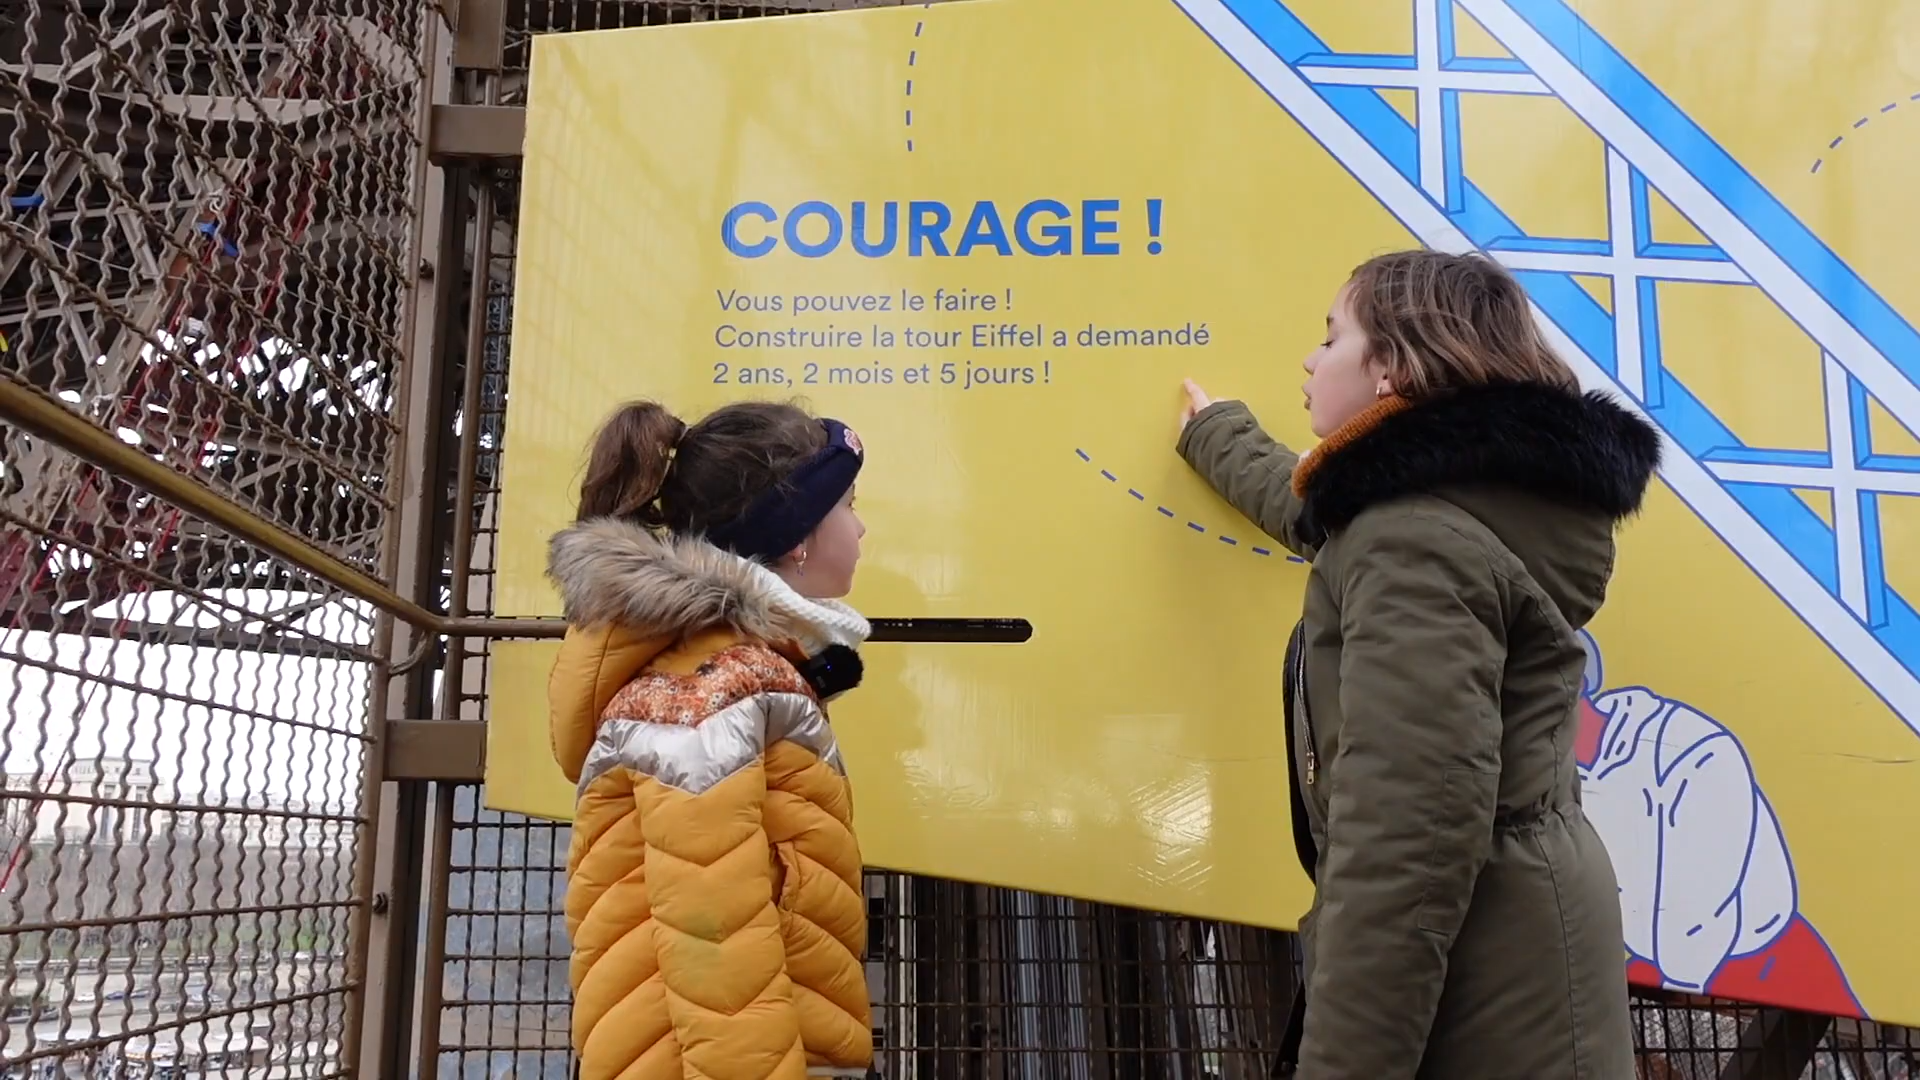 COURAGE !
Vous pouvez le faire !
Construire la tour Eiffel a demandé
2 ans, 2 mois et 5 jours !